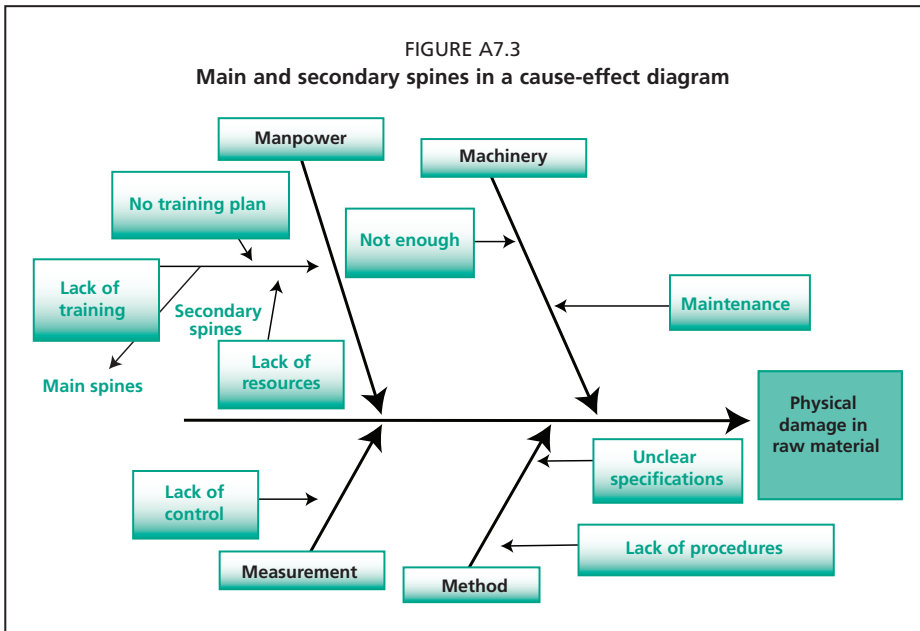 FIGURE A7.3
Main and secondary spines in a cause-effect diagram
Manpower
Machinery
No training plan
Not enough
Lack of
training
Secondary
spines
Maintenance
Main spines
Lack of
resources
Physical
damage in
raw material
Unclear
specifications
Lack of
control
Lack of procedures
Measurement
Method